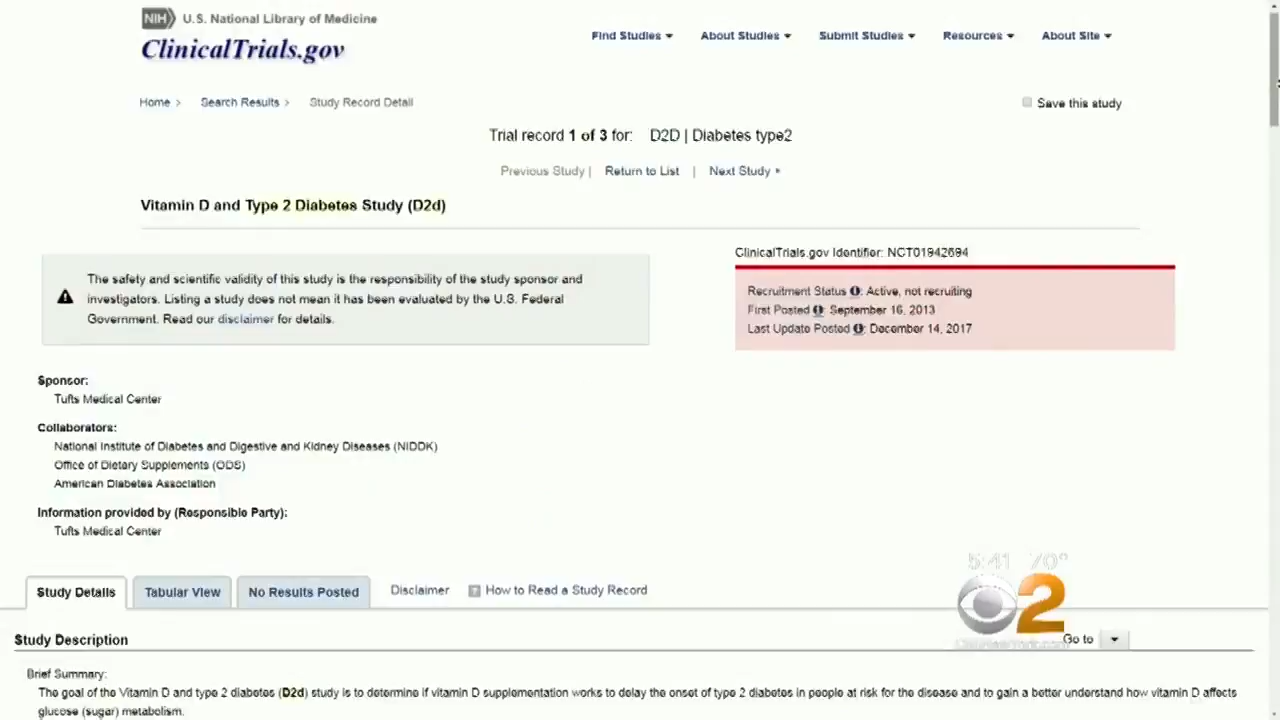 NIH U.S. National Library of Medicine
ClinicalTrials.gov
Find Studies About Studies Submit Studies Resources About Site
Home > Search Results > Study Record Detail
Save this study
Trial record 1 of 3 for: D2D | Diabetes type2
Previous Study | Return to List | Next Study
Vitamin D and Type 2 Diabetes Study (D2d)
The safety and scientific validity of this study is the responsibility of the study sponsor and
investigators. Listing a study does not mean it has been evaluated by the U.S. Federal
Government. Read our disclaimer for details.
ClinicalTrials.gov Identifier: NCT01942694
Recruitment Status : Active, not recruiting
First Posted : September 16, 2013
Last Update Posted : December 14, 2017
Sponsor:
Tufts Medical Center
Collaborators:
National Institute of Diabetes and Digestive and Kidney Diseases (NIDDK)
Office of Dietary Supplements (ODS)
American Diabetes Association
Information provided by (Responsible Party):
Tufts Medical Center
5:41 70°
2
Study Details Tabular View No Results Posted Disclaimer ? How to Read a Study Record
Study Description
Go to
Brief Summary:
The goal of the Vitamin D and type 2 diabetes (D2d) study is to determine if vitamin D supplementation works to delay the onset of type 2 diabetes in people at risk for the disease and to gain a better understand how vitamin D affects
glucose (sugar) metabolism.